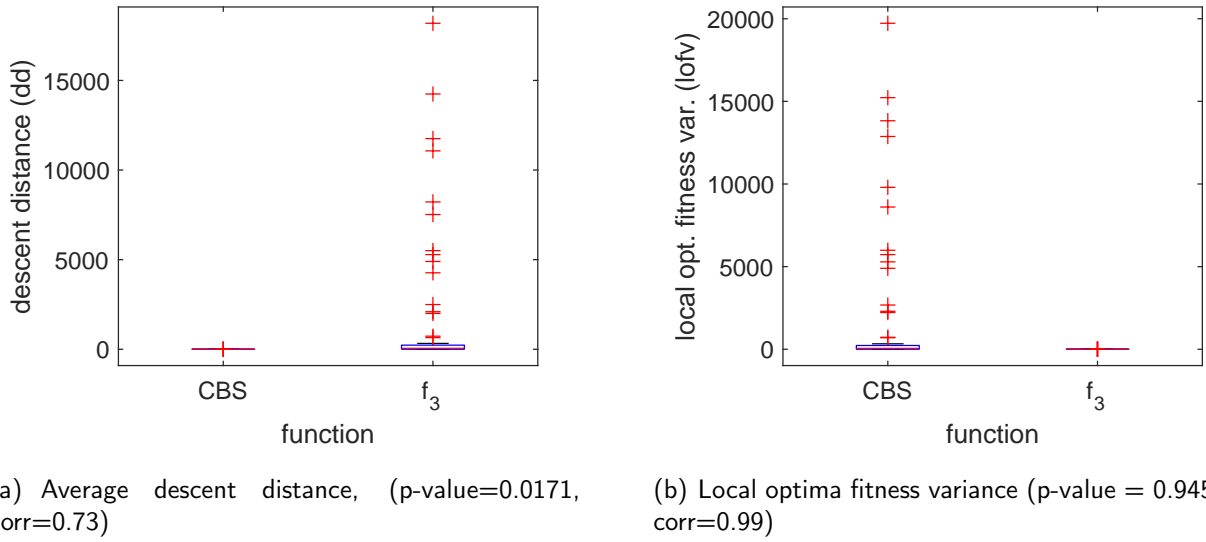 descent distance (dd)
15000
10000
5000
0
CBS
f3
function
local opt. fitness var. (lofv)
20000
15000
10000
5000
0
CBS
f3
function
a) Average descent distance, (p-value=0.0171,
orr=0.73)
(b) Local optima fitness variance (p-value = 0.945
corr=0.99)